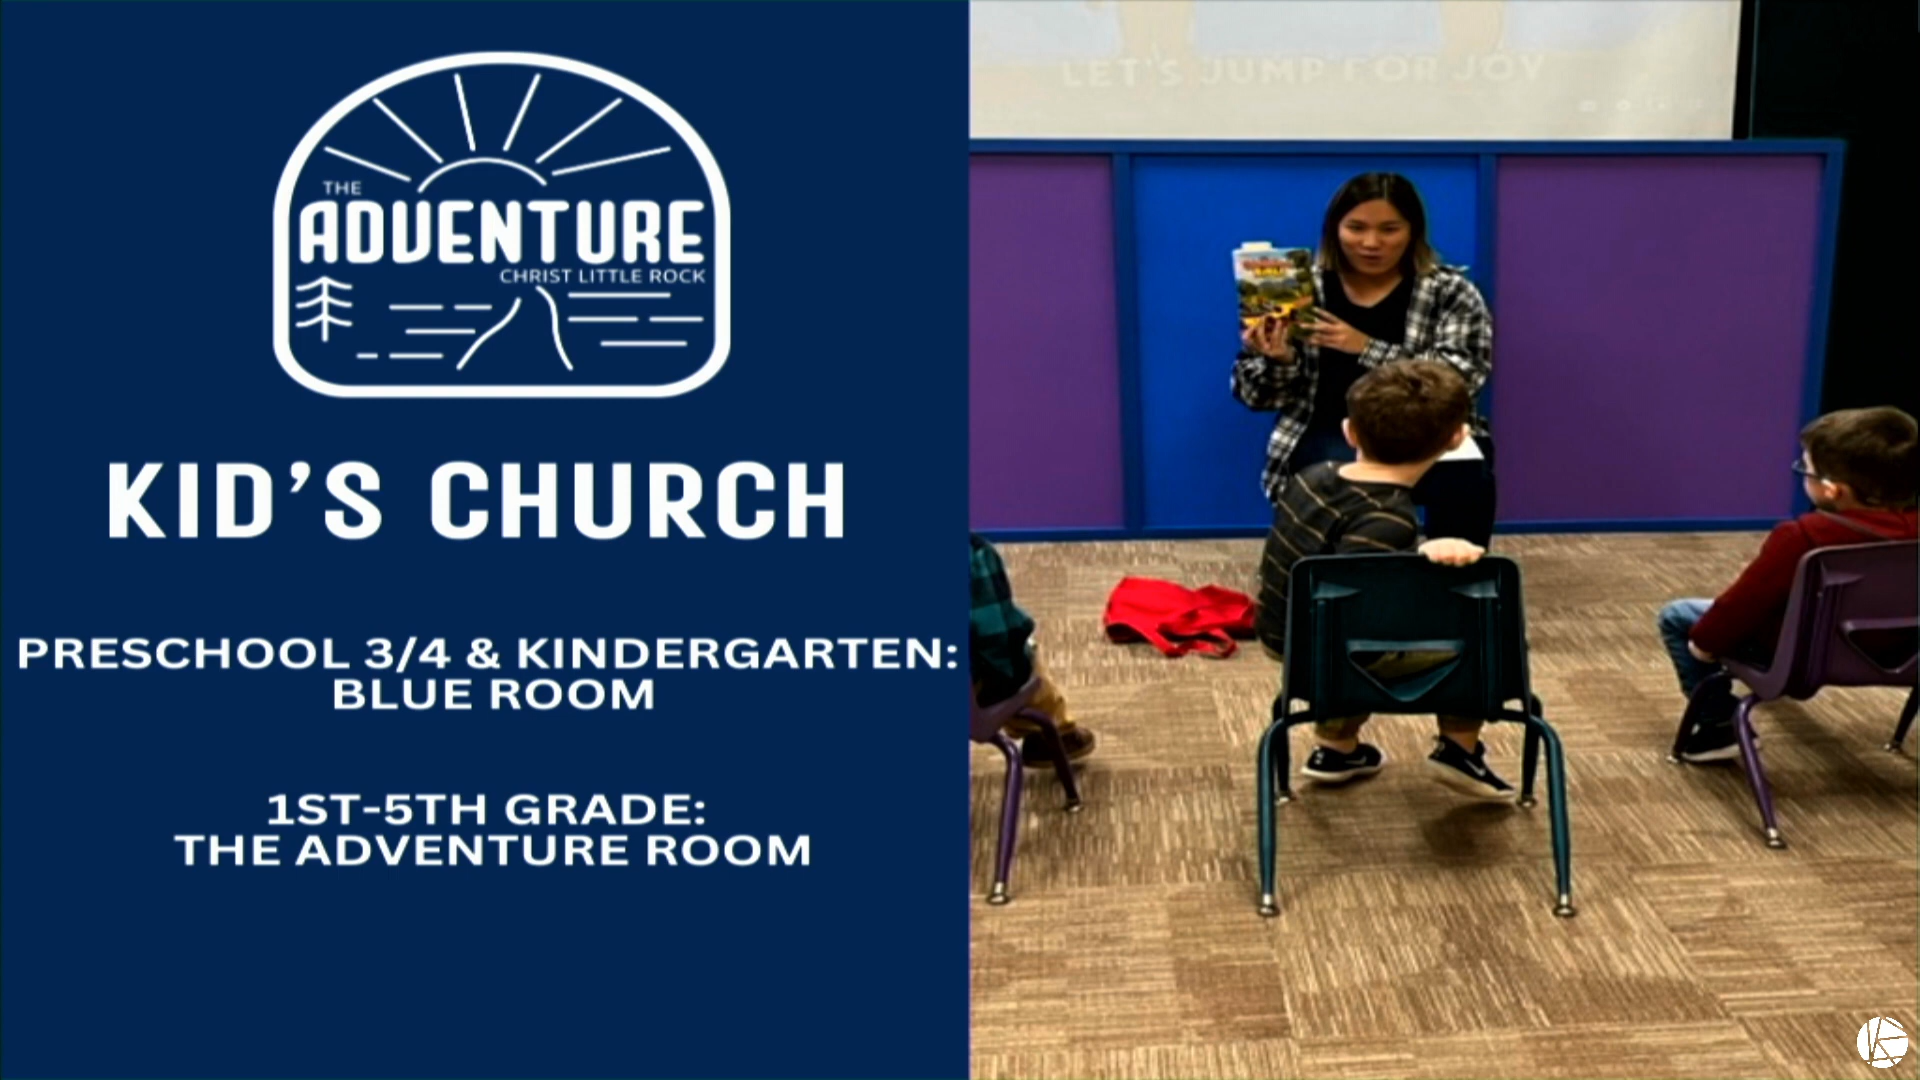 THE
ADVENTURE
CHRIST LITTLE ROCK
KID'S CHURCH
PRESCHOOL 3/4 & KINDERGARTEN:
BLUE ROOM
1ST-5TH GRADE:
THE ADVENTURE ROOM
LET'S JUMP FOR JOY